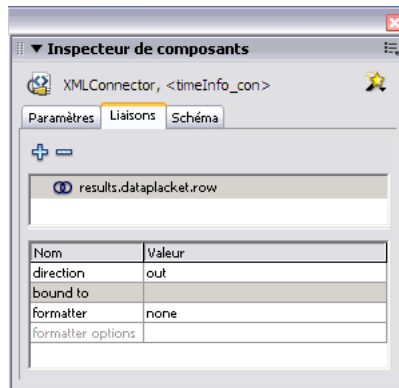 Inspecteur de composants
XMLConnector, <timeInfo_con>
Paramètres Liaisons Schéma
results.dataplacket.row
Nom Valeur
direction out
bound to
formatter none
formatter options